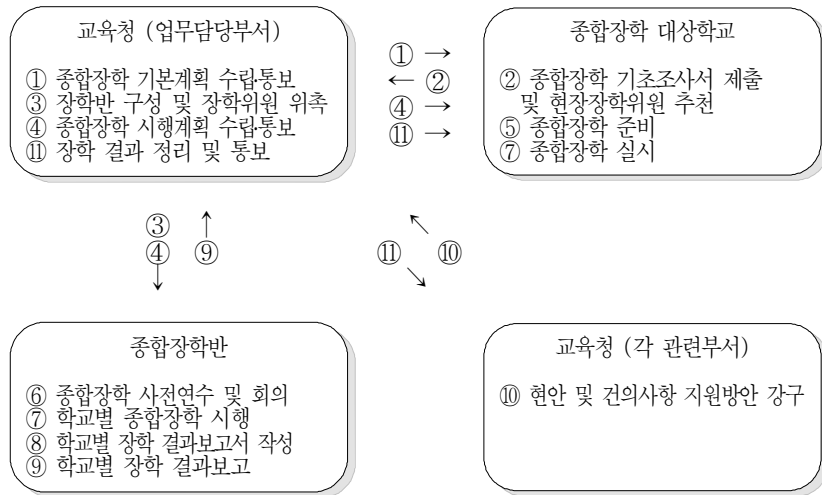 교육청 (업무담당부서)
① 종합장학 기본계획 수립·통보
③ 장학반 구성 및 장학위원 위촉
④ 종합장학 시행계획 수립·통보
⑪ 장학 결과 정리 및 통보
① →
← ②
④ →
⑪ →
종합장학 대상학교
② 종합장학 기초조사서 제출
및 현장장학위원 추천
⑤ 종합장학 준비
⑦ 종합장학 실시
③
④ ⑨
⑪ ⑩
종합장학반
⑥ 종합장학 사전연수 및 회의
⑦ 학교별 종합장학 시행
⑧ 학교별 장학 결과보고서 작성
⑨ 학교별 장학 결과보고
교육청 (각 관련부서)
⑩ 현안 및 건의사항 지원방안 강구